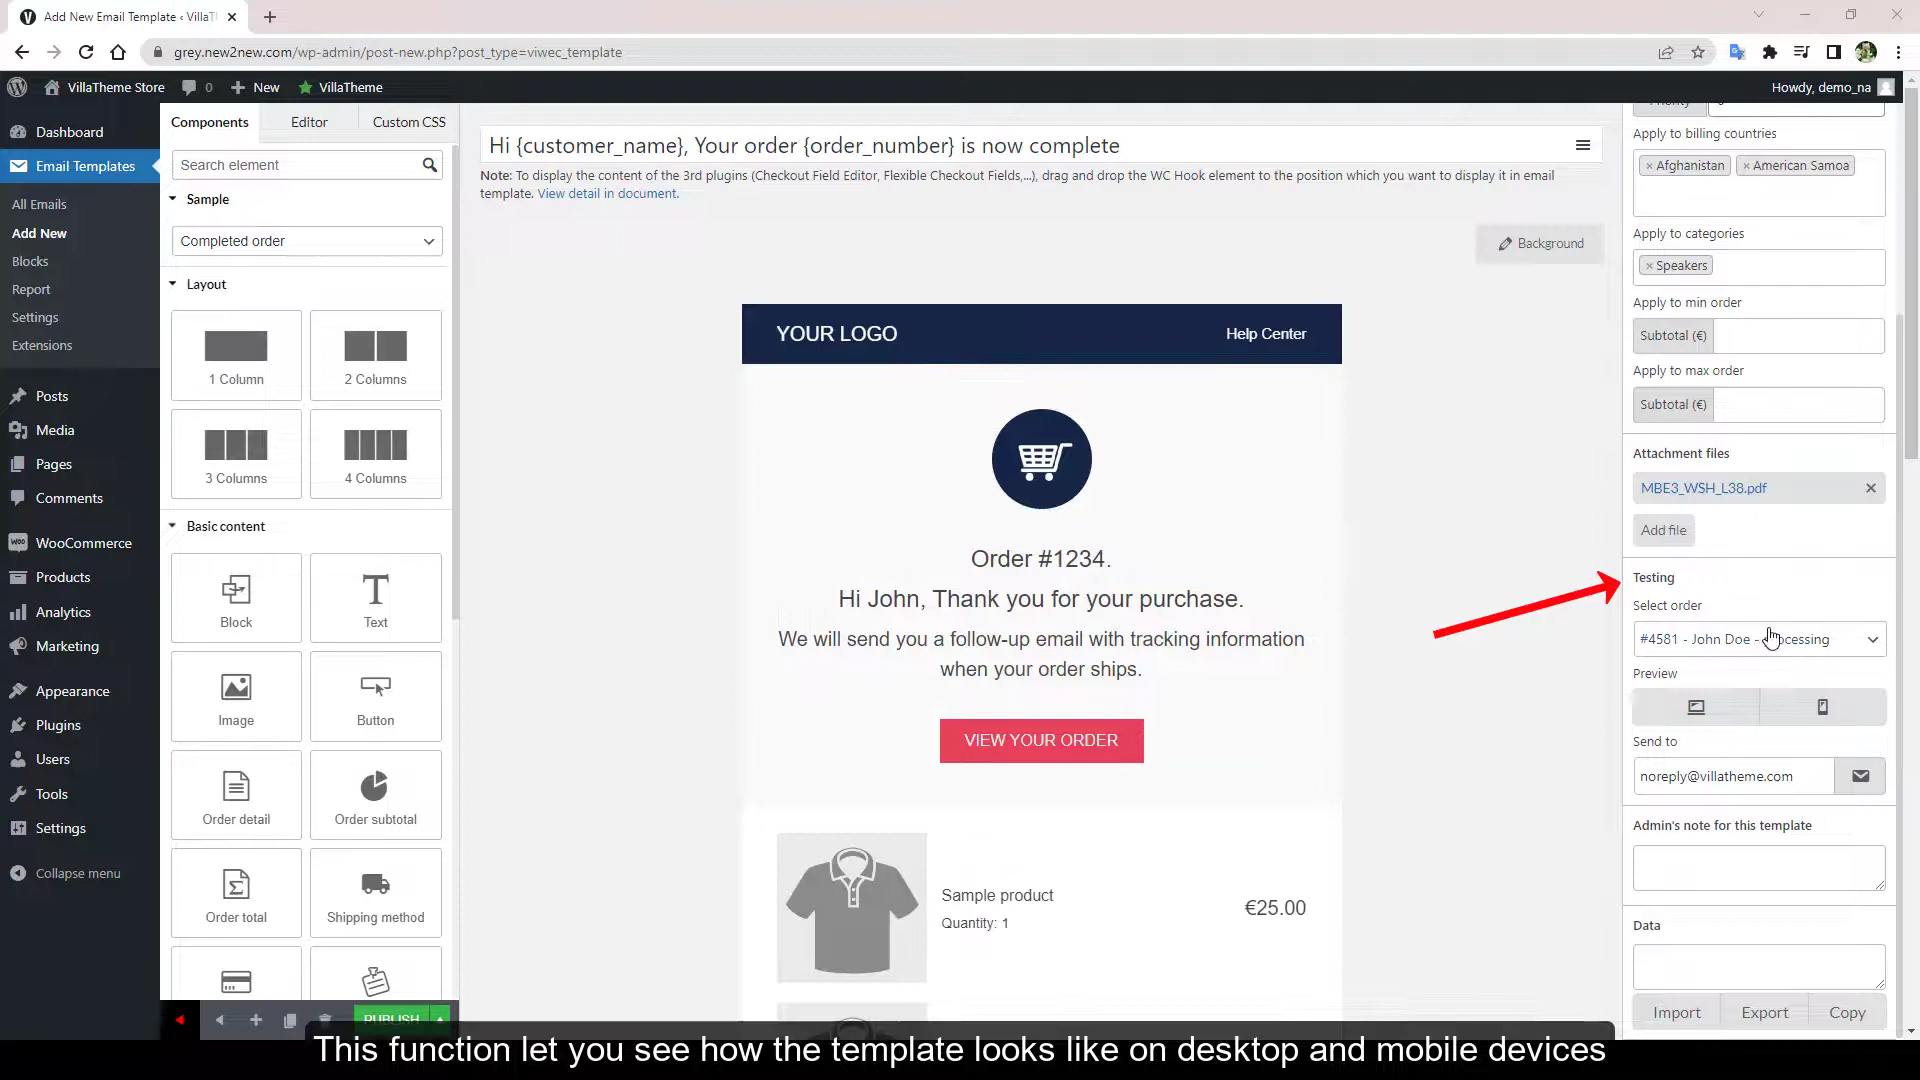 Add New Email Template ‹ VillaT
grey.new2new.com/wp-admin/post-new.php?post_type=viwec_template
VillaTheme Store
0
New
VillaTheme
Howdy, demo_na
Dashboard
Email Templates
All Emails
Add New
Blocks
Report
Settings
Extensions
Posts
Media
Pages
Comments
WooCommerce
Products
Analytics
Marketing
Appearance
Plugins
Users
Tools
Settings
Collapse menu
Components
Editor
Custom CSS
Search element
Sample
Completed order
Layout
1 Column
2 Columns
3 Columns
4 Columns
Basic content
Block
Text
Image
Button
Order detail
Order subtotal
Order total
Shipping method
PUBLISH
Hi {customer_name}, Your order {order_number} is now complete
Note: To display the content of the 3rd plugins (Checkout Field Editor, Flexible Checkout Fields,...), drag and drop the WC Hook element to the position which you want to display it in email
template. View detail in document.
Background
YOUR LOGO
Help Center
Order #1234.
Hi John, Thank you for your purchase.
We will send you a follow-up email with tracking information
when your order ships.
VIEW YOUR ORDER
Sample product
Quantity: 1
€25.00
Apply to billing countries
× Afghanistan
× American Samoa
Apply to categories
× Speakers
Apply to min order
Subtotal (€)
Apply to max order
Subtotal (€)
Attachment files
MBE3_WSH_L38.pdf
Add file
Testing
Select order
#4581 - John Doe -
Preview
Send to
noreply@villatheme.com
Admin's note for this template
Data
Import
Export
Copy
This function let you see how the template looks like on desktop and mobile devices